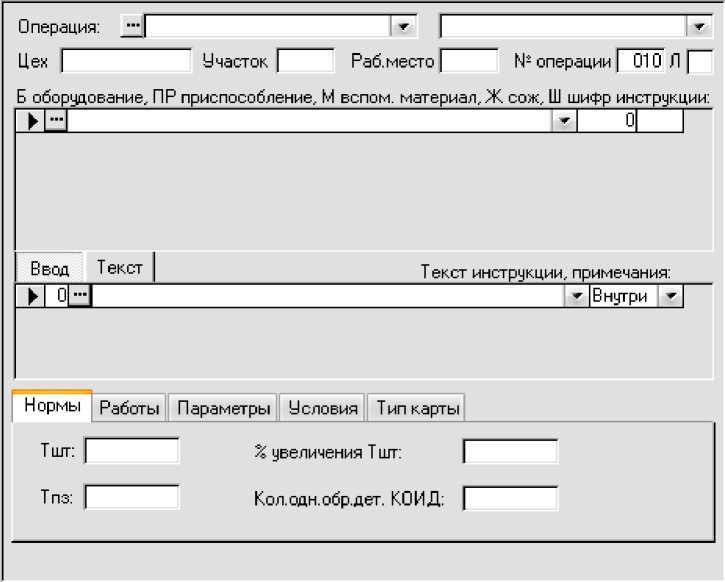 Операция: ...
Цех Участок Раб.место № операции 010 Л
Б оборудование, ПР приспособление, М вспом. материал, Ж сож, Ш шифр инструкции:
... 0
Ввод Текст Текст инструкции, примечания:
0 ... Внутри
Нормы Работы Параметры Условия Тип карты
Тшт: % увеличения Тшт:
Тпз: Кол.одн.обр.дет. КОИД: